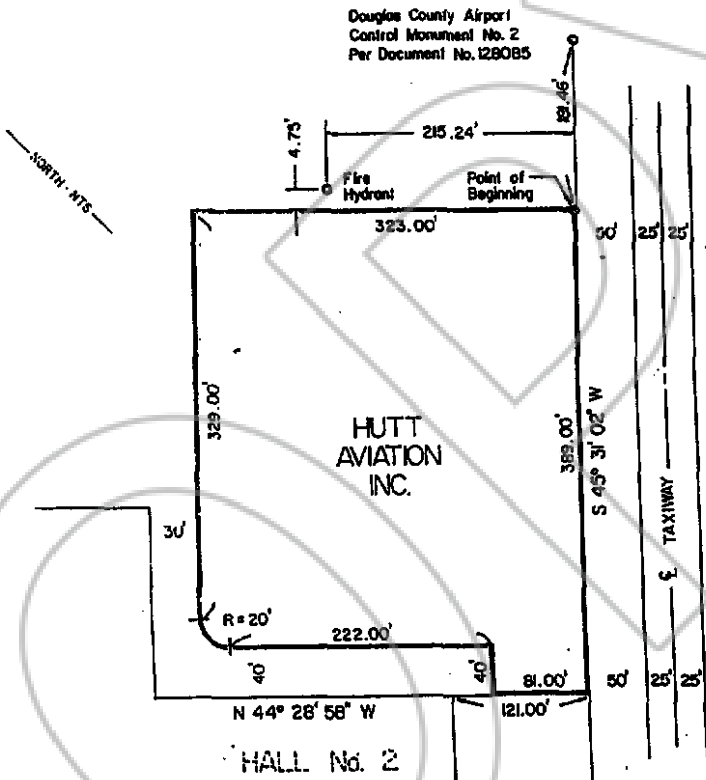 Douglas County Airport
Control Monument No. 2
Per Document No. 128085
181.46'
4.75'
215.24'
NORTH - NTS
Fire
Hydrant
Point of
Beginning
323.00'
50'
25'
25'
329.00'
HUTT
AVIATION
INC.
389.00'
S 45° 31' 02" W
℄ TAXIWAY
30'
R = 20'
222.00'
40'
40'
81.00'
50'
25'
25'
121.00'
N 44° 28' 58" W
HALL No. 2